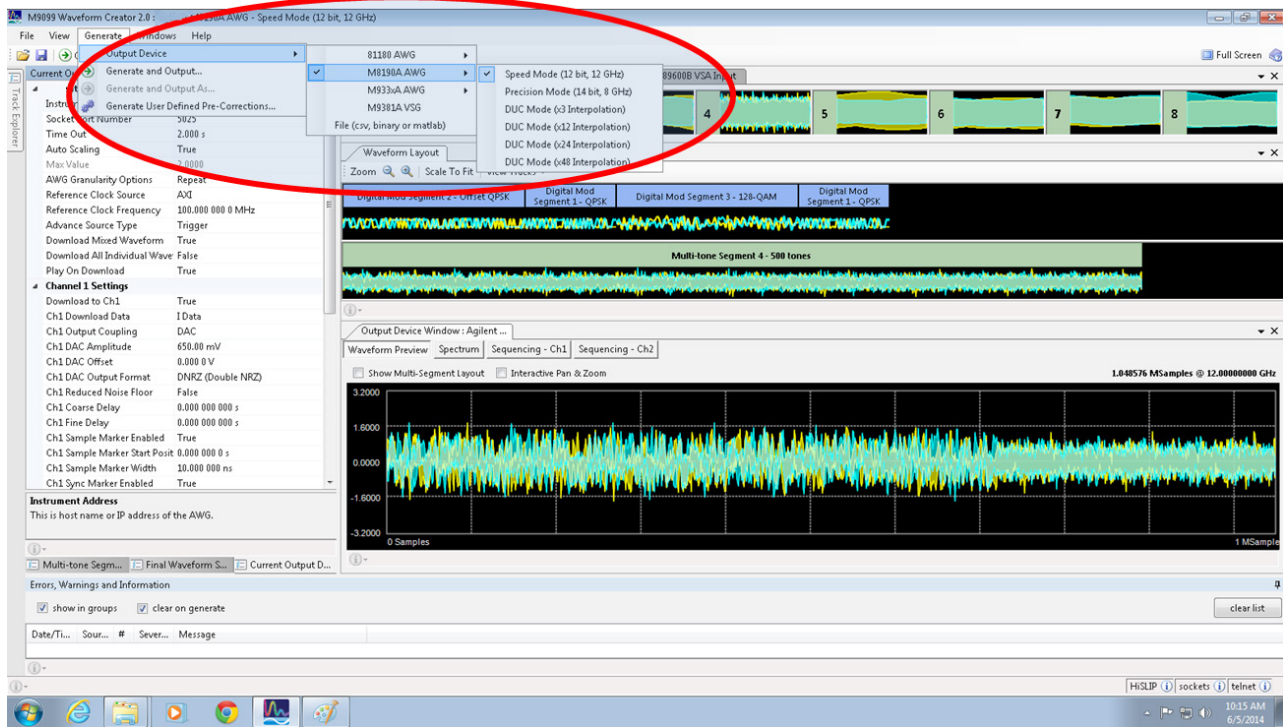 M9099 Waveform Creator 2.0 : AWG - Speed Mode (12 bit, 12 GHz)
File View Generate Windows Help
Output Device
81180 AWG
Full Screen
Current
Generate and Output...
M8190A AWG
Speed Mode (12 bit, 12 GHz)
89600B VSA Input
Generate and Output As...
M933xA AWG
Precision Mode (14 bit, 8 GHz)
Generate User Defined Pre-Corrections...
M9381A VSG
DUC Mode (x3 Interpolation)
File (csv, binary or matlab)
DUC Mode (x12 Interpolation)
DUC Mode (x24 Interpolation)
DUC Mode (x48 Interpolation)
4 5 6 7 8
Track Explorer
Socket Port Number 5025
Time Out 2.000 s
Auto Scaling True
Max Value 2.0000
AWG Granularity Options Repeat
Reference Clock Source AXI
Reference Clock Frequency 100.000 000 0 MHz
Advance Source Type Trigger
Download Mixed Waveform True
Download All Individual Wave False
Play On Download True
Channel 1 Settings
Download to Ch1 True
Ch1 Download Data I Data
Ch1 Output Coupling DAC
Ch1 DAC Amplitude 650.00 mV
Ch1 DAC Offset 0.000 0 V
Ch1 DAC Output Format DNRZ (Double NRZ)
Ch1 Reduced Noise Floor False
Ch1 Coarse Delay 0.000 000 000 s
Ch1 Fine Delay 0.000 000 000 s
Ch1 Sample Marker Enabled True
Ch1 Sample Marker Start Posit 0.000 000 0 s
Ch1 Sample Marker Width 10.000 000 ns
Ch1 Sync Marker Enabled True
Instrument Address
This is host name or IP address of the AWG.
Multi-tone Segm... Final Waveform S... Current Output D...
Waveform Layout
Zoom Scale To Fit View Tracks
Digital Mod Segment 2 - Offset QPSK
Digital Mod
Segment 1 - QPSK
Digital Mod Segment 3 - 128-QAM
Digital Mod
Segment 1 - QPSK
Multi-tone Segment 4 - 500 tones
Output Device Window : Agilent ...
Waveform Preview Spectrum Sequencing - Ch1 Sequencing - Ch2
Show Multi-Segment Layout Interactive Pan & Zoom
1.048576 MSamples @ 12.00000000 GHz
3.2000
1.6000
0.0000
-1.6000
-3.2000
0 Samples 1 MSample
Errors, Warnings and Information
show in groups clear on generate
clear list
Date/Ti... Sour... # Sever... Message
HiSLIP sockets telnet
10:15 AM
6/5/2014